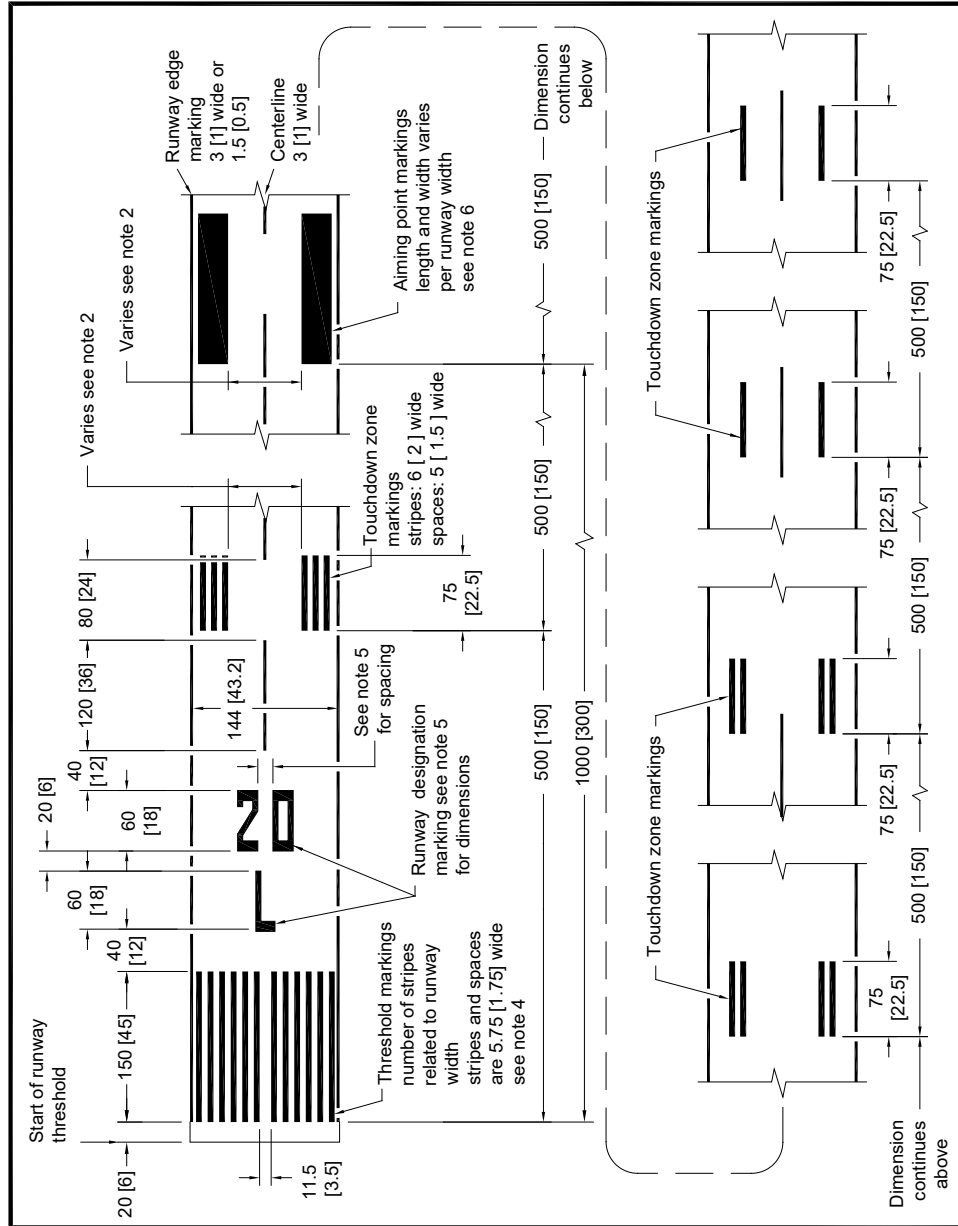 Start of runway
threshold
20 [6]
150 [45]
40
[12]
60
[18]
20 [6]
60
[18]
40
[12]
120 [36]
80 [24]
Varies see note 2
Varies see note 2
Runway edge
marking
3 [1] wide or
1.5 [0.5]
Centerline
3 [1] wide
L
20
144 [43.2]
11.5
[3.5]
Threshold markings
number of stripes
related to runway
width
stripes and spaces
are 5.75 [1.75] wide
see note 4
Runway designation
marking see note 5
for dimensions
See note 5
for spacing
75
[22.5]
Touchdown zone
markings
stripes: 6 [ 2 ] wide
spaces: 5 [ 1.5 ] wide
Aiming point markings
length and width varies
per runway width
see note 6
500 [150]
500 [150]
500 [150]
Dimension
continues
below
1000 [300]
Touchdown zone markings
Touchdown zone markings
Dimension
continues
above
75
[22.5]
500 [150]
75 [22.5]
500 [150]
75 [22.5]
500 [150]
75 [22.5]